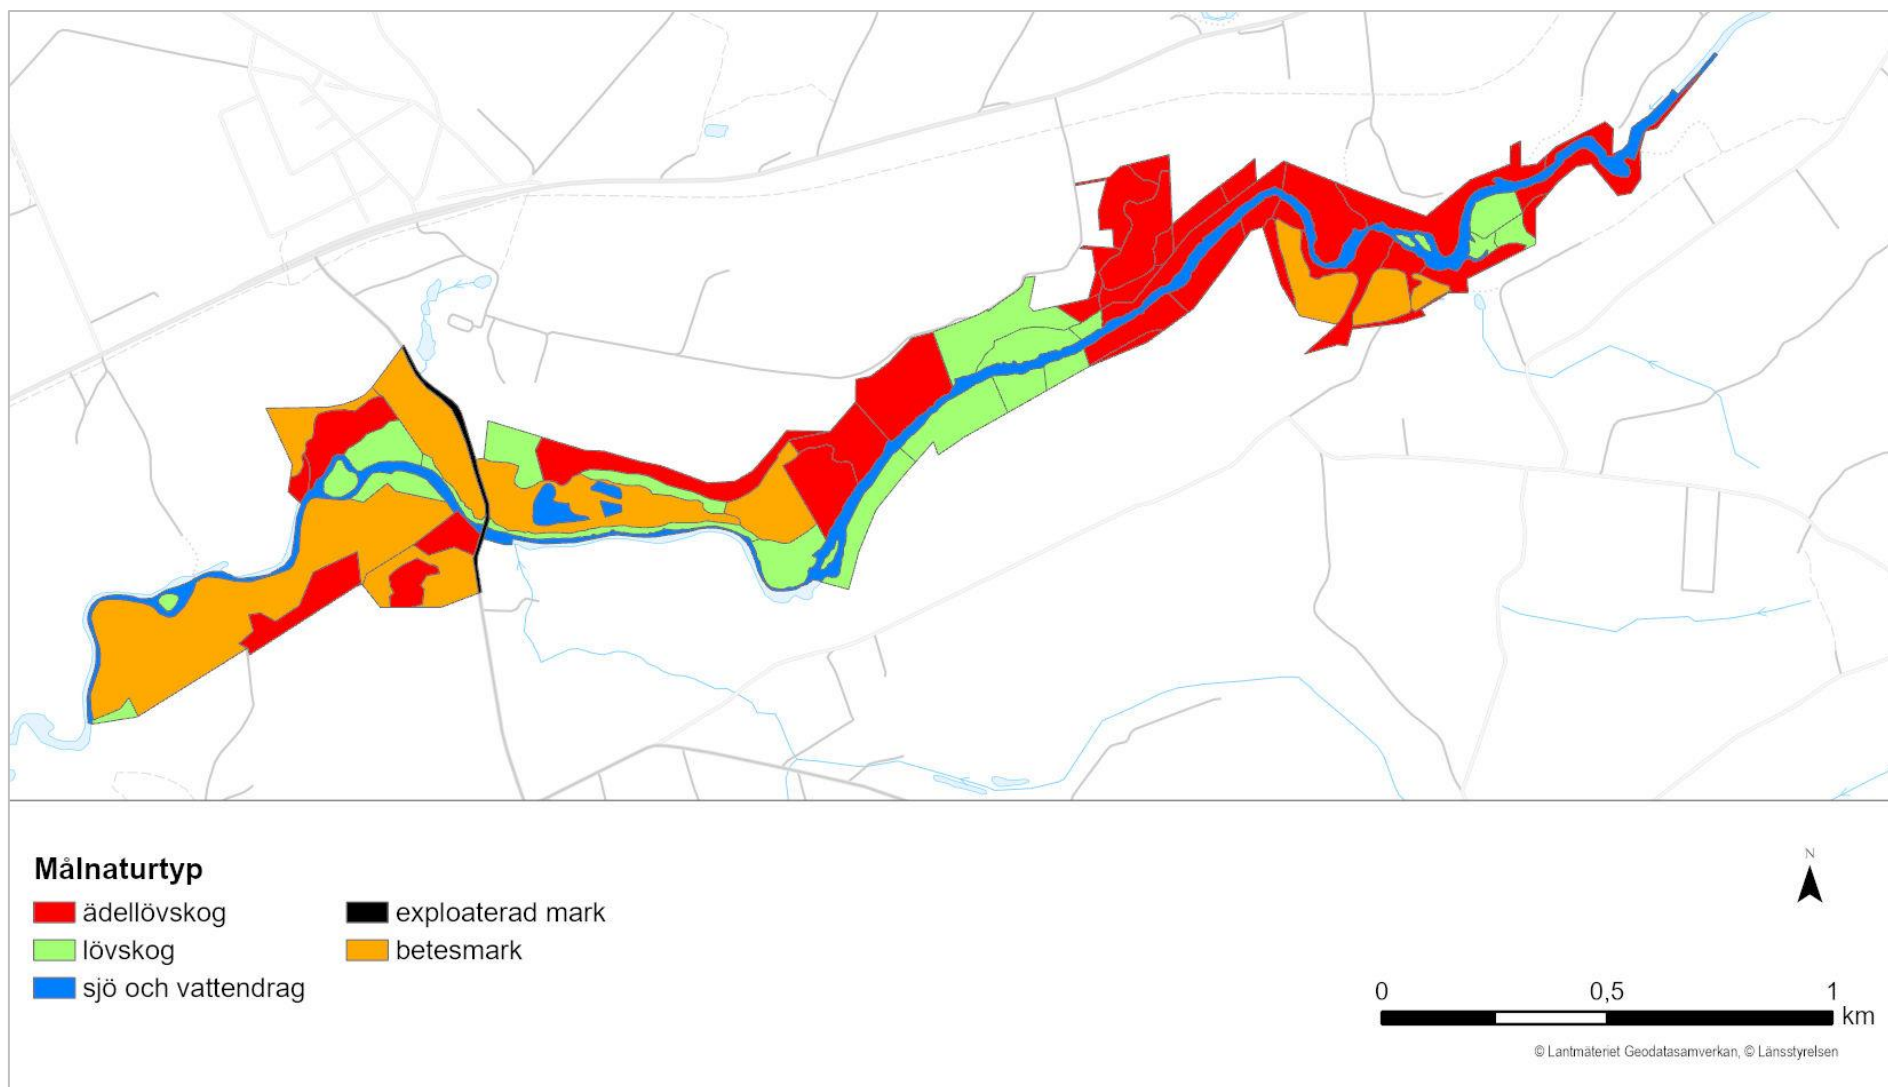 Målnaturtyp
ädellövskog
lövskog
sjö och vattendrag
exploaterad mark
betesmark
N
0 0,5 1
km
© Lantmäteriet Geodatasamverkan, © Länsstyrelsen